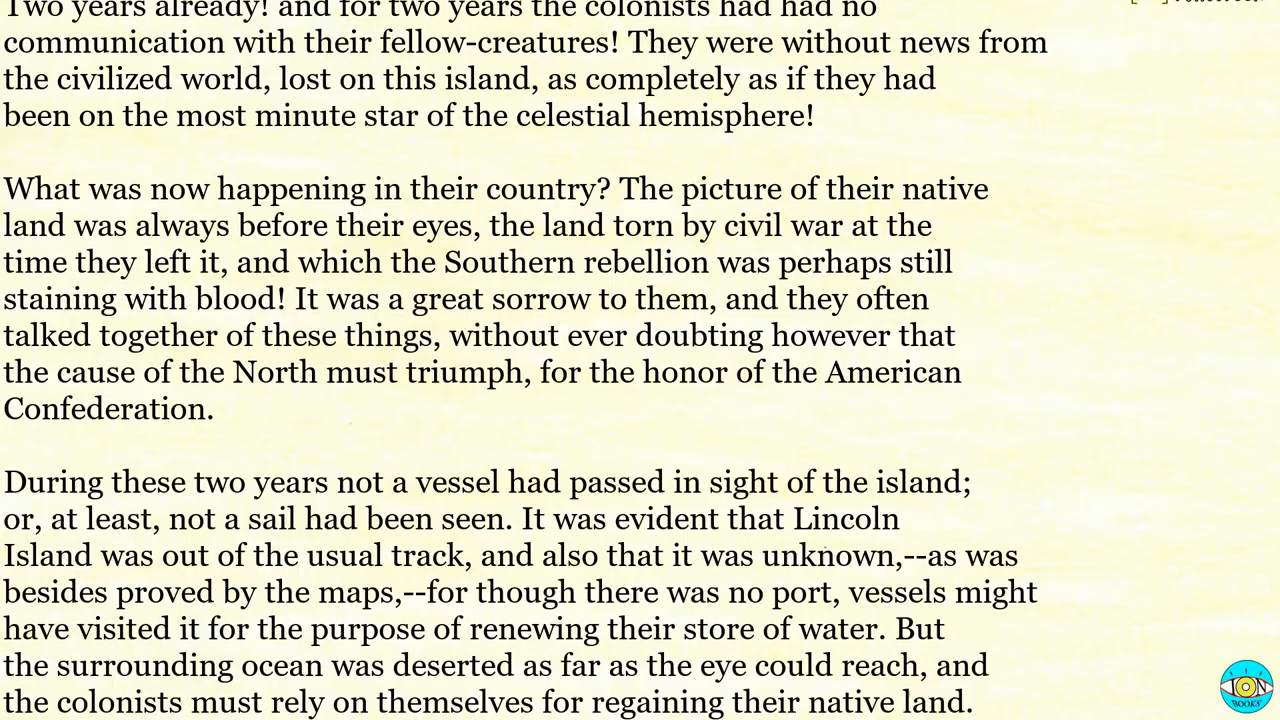 Two years already! and for two years the colonists had had no
communication with their fellow-creatures! They were without news from
the civilized world, lost on this island, as completely as if they had
been on the most minute star of the celestial hemisphere!
What was now happening in their country? The picture of their native
land was always before their eyes, the land torn by civil war at the
time they left it, and which the Southern rebellion was perhaps still
staining with blood! It was a great sorrow to them, and they often
talked together of these things, without ever doubting however that
the cause of the North must triumph, for the honor of the American
Confederation.
During these two years not a vessel had passed in sight of the island;
or, at least, not a sail had been seen. It was evident that Lincoln
Island was out of the usual track, and also that it was unknown,--as was
besides proved by the maps,--for though there was no port, vessels might
have visited it for the purpose of renewing their store of water. But
the surrounding ocean was deserted as far as the eye could reach, and
the colonists must rely on themselves for regaining their native land.
ION
BOOKS